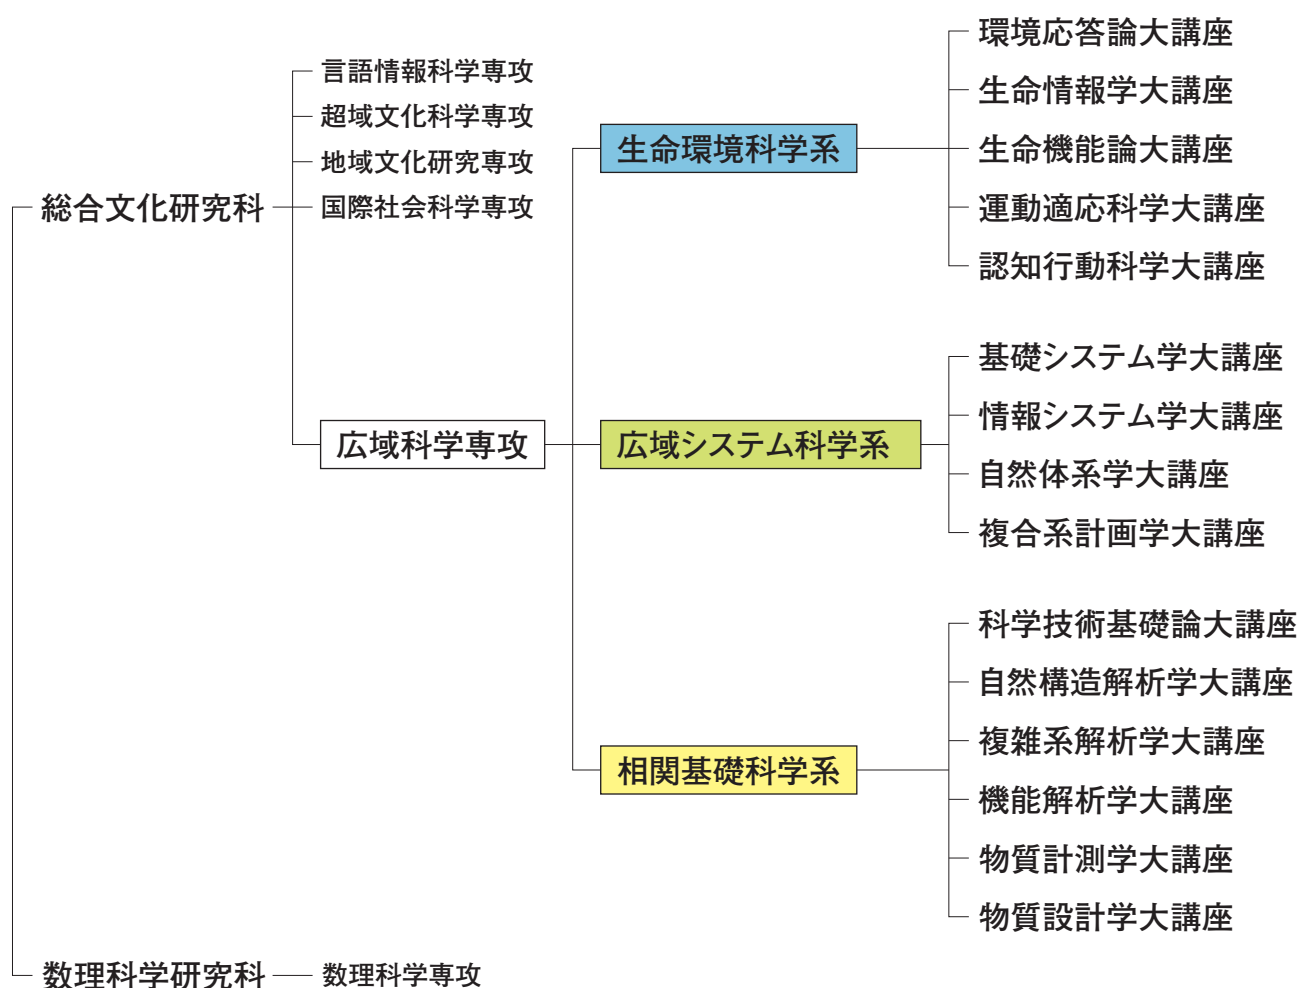 総合文化研究科
言語情報科学専攻
超域文化科学専攻
地域文化研究専攻
国際社会科学専攻
広域科学専攻
生命環境科学系
環境応答論大講座
生命情報学大講座
生命機能論大講座
運動適応科学大講座
認知行動科学大講座
広域システム科学系
基礎システム学大講座
情報システム学大講座
自然体系学大講座
複合系計画学大講座
相関基礎科学系
科学技術基礎論大講座
自然構造解析学大講座
複雑系解析学大講座
機能解析学大講座
物質計測学大講座
物質設計学大講座
数理科学研究科
数理科学専攻